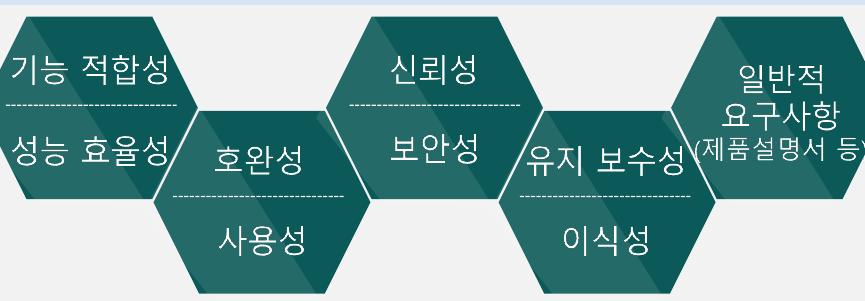 기능 적합성
성능 효율성
호완성
사용성
신뢰성
보안성
유지 보수성
이식성
일반적
요구사항
(제품설명서 등)